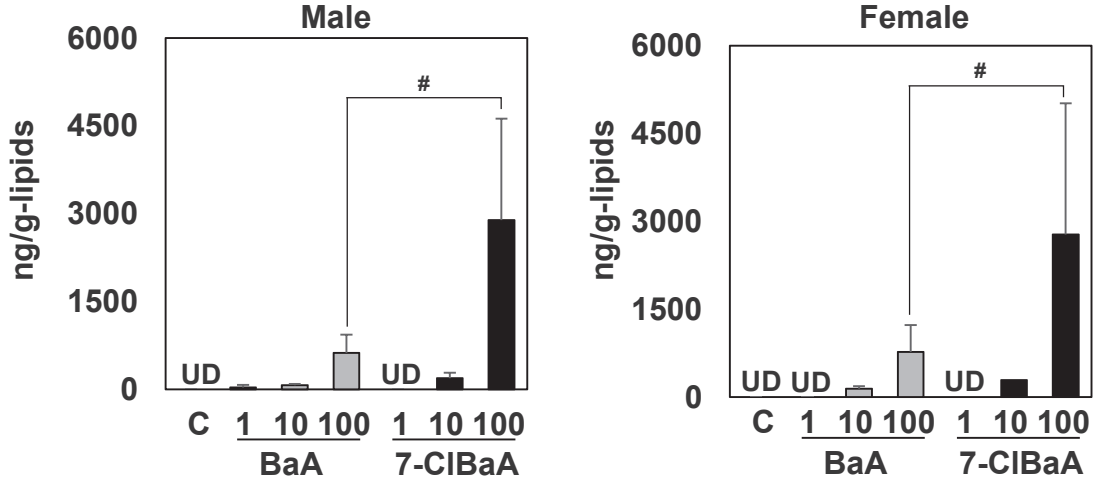 Male
6000
4500
3000
1500
0
ng/g-lipids
#
UD UD
C 1 10 100 1 10 100
BaA 7-ClBaA
Female
6000
4500
3000
1500
0
ng/g-lipids
#
UD UD UD
C 1 10 100 1 10 100
BaA 7-ClBaA